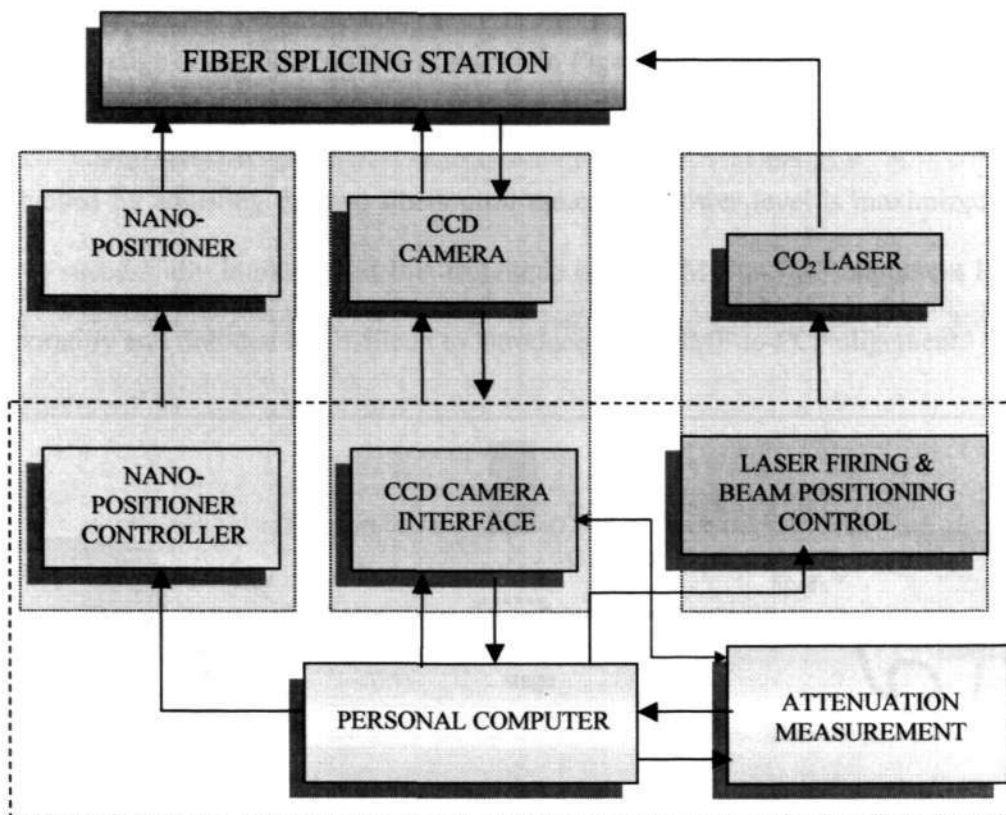 FIBER SPLICING STATION
NANO-
POSITIONER
CCD
CAMERA
CO₂ LASER
NANO-
POSITIONER
CONTROLLER
CCD CAMERA
INTERFACE
LASER FIRING &
BEAM POSITIONING
CONTROL
PERSONAL COMPUTER
ATTENUATION
MEASUREMENT